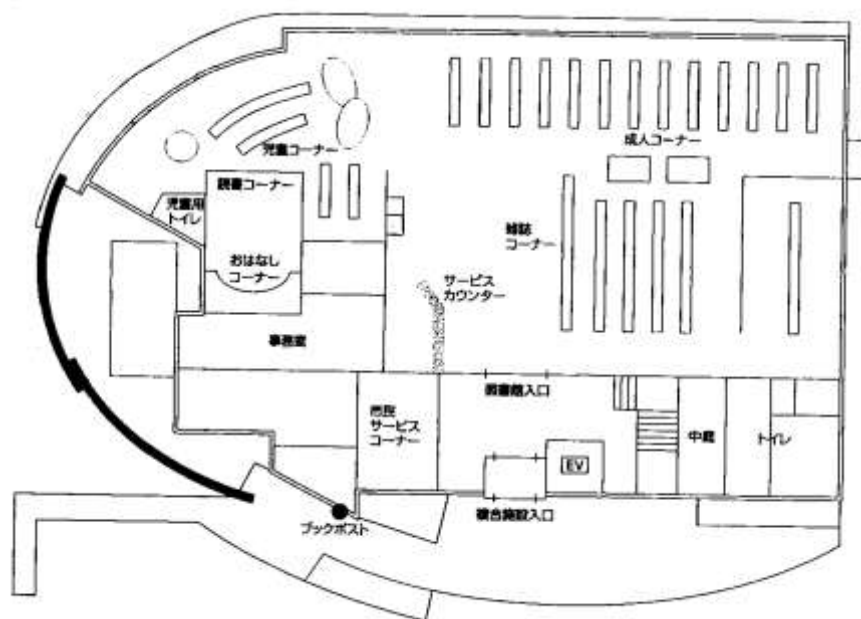 成人コーナー
児童コーナー
読書コーナー
児童用
トイレ
雑誌
コーナー
おはなし
コーナー
サービス
カウンター
事務室
図書館入口
市民
サービス
コーナー
中庭
トイレ
EV
複合施設入口
ブックポスト